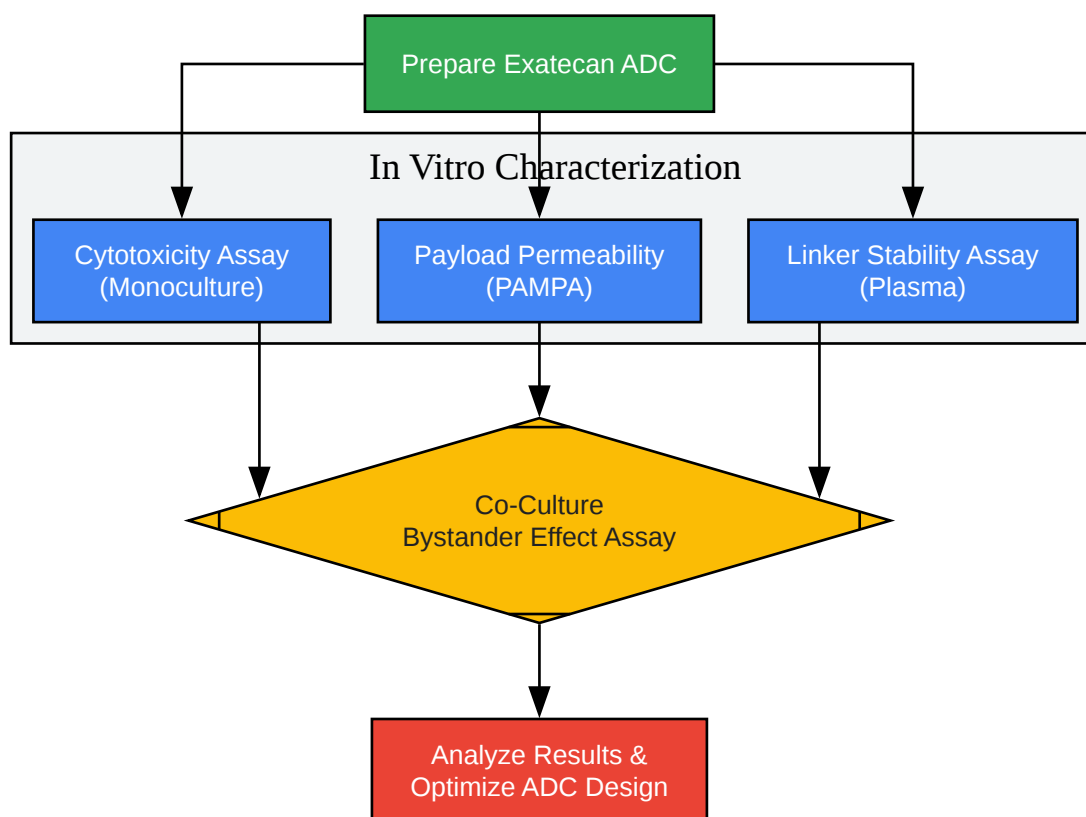 Prepare Exatecan ADC
In Vitro Characterization
Cytotoxicity Assay
(Monoculture)
Payload Permeability
(PAMPA)
Linker Stability Assay
(Plasma)
Co-Culture
Bystander Effect Assay
Analyze Results &
Optimize ADC Design